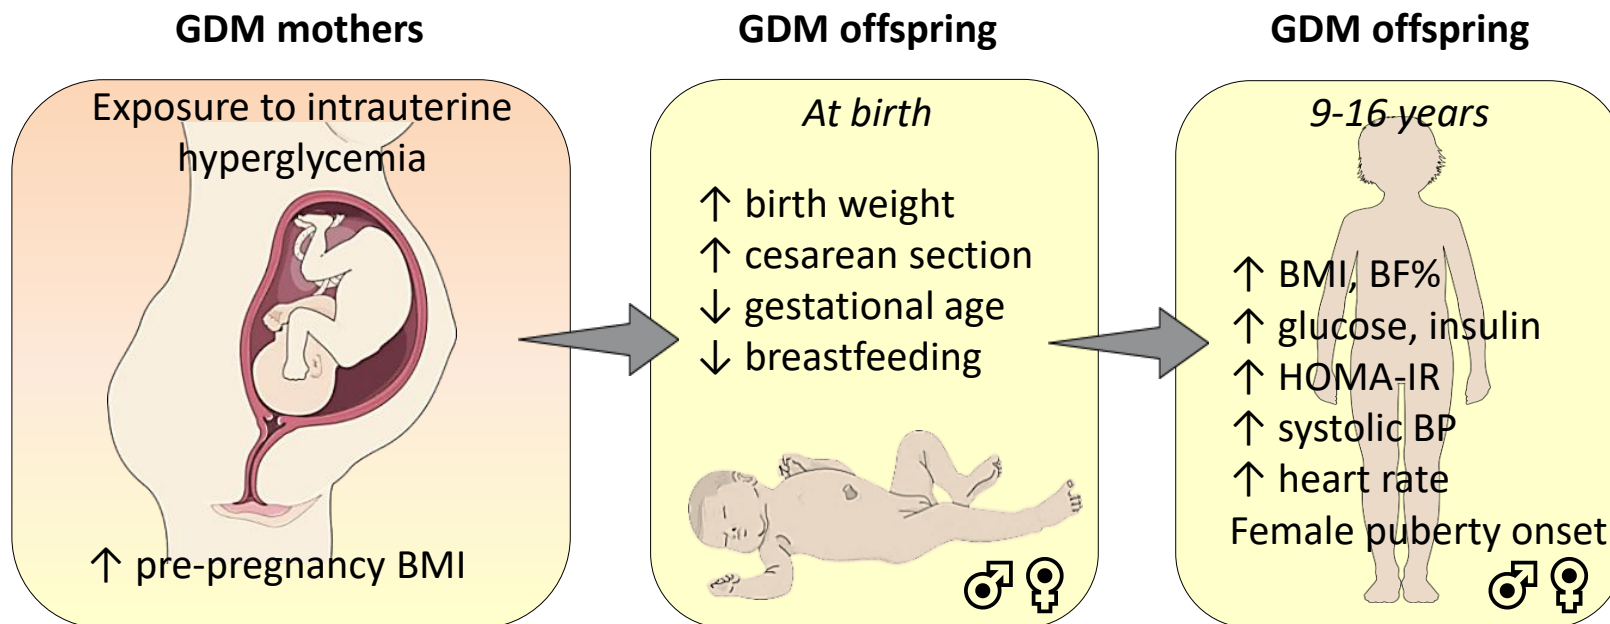 GDM mothers
Exposure to intrauterine
hyperglycemia
↑ pre-pregnancy BMI
GDM offspring
At birth
↑ birth weight
↑ cesarean section
↓ gestational age
↓ breastfeeding
GDM offspring
9-16 years
↑ BMI, BF%
↑ glucose, insulin
↑ HOMA-IR
↑ systolic BP
↑ heart rate
Female puberty onset